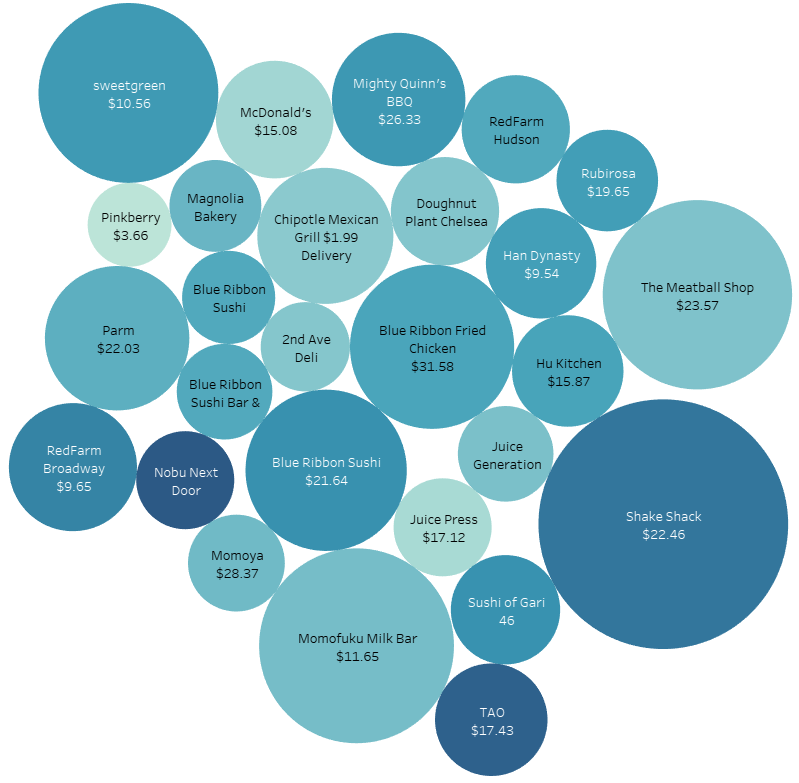 sweetgreen
$10.56
McDonald's
$15.08
Mighty Quinn's
BBQ
$26.33
RedFarm
Hudson
Rubirosa
$19.65
Pinkberry
$3.66
Magnolia
Bakery
Chipotle Mexican
Grill $1.99
Delivery
Doughnut
Plant Chelsea
Han Dynasty
$9.54
The Meatball Shop
$23.57
Blue Ribbon
Sushi
Parm
$22.03
2nd Ave
Deli
Blue Ribbon Fried
Chicken
$31.58
Hu Kitchen
$15.87
Blue Ribbon
Sushi Bar &
RedFarm
Broadway
$9.65
Nobu Next
Door
Blue Ribbon Sushi
$21.64
Juice
Generation
Juice Press
$17.12
Shake Shack
$22.46
Momoya
$28.37
Sushi of Gari
46
Momofuku Milk Bar
$11.65
TAO
$17.43